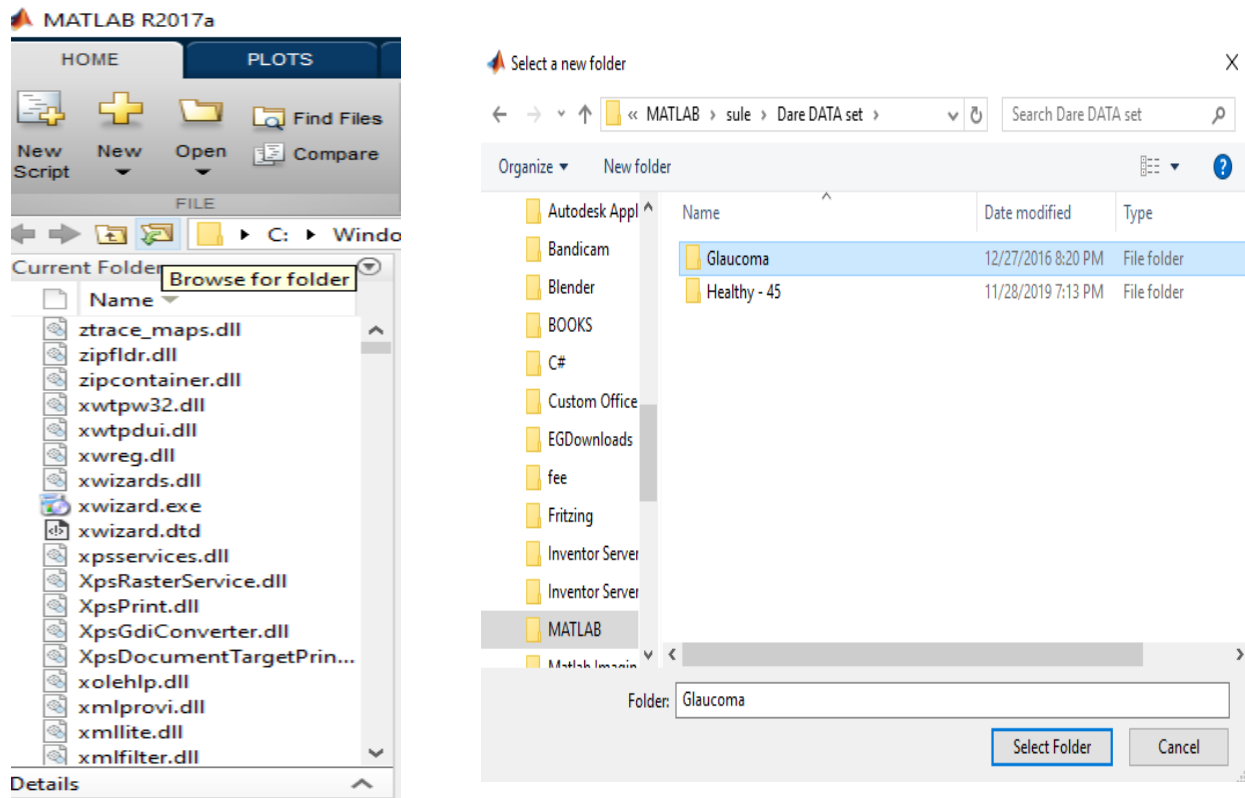 MATLAB R2017a
HOME
PLOTS
New Script
New
Open
Find Files
Compare
FILE
C:
Windo
Current Folder
Browse for folder
Name
ztrace_maps.dll
zipfldr.dll
zipcontainer.dll
xwtpw32.dll
xwtpdui.dll
xwreg.dll
xwizards.dll
xwizard.exe
xwizard.dtd
xpsservices.dll
XpsRasterService.dll
XpsPrint.dll
XpsGdiConverter.dll
XpsDocumentTargetPrin...
xolehlp.dll
xmlprovi.dll
xmllite.dll
xmlfilter.dll
Details
Select a new folder
« MATLAB > sule > Dare DATA set >
Search Dare DATA set
Organize
New folder
Autodesk Appl
Bandicam
Blender
BOOKS
C#
Custom Office
EGDownloads
fee
Fritzing
Inventor Server
Inventor Server
MATLAB
Matlab Imagin
Name Date modified Type
Glaucoma 12/27/2016 8:20 PM File folder
Healthy - 45 11/28/2019 7:13 PM File folder
Folder: Glaucoma
Select Folder
Cancel